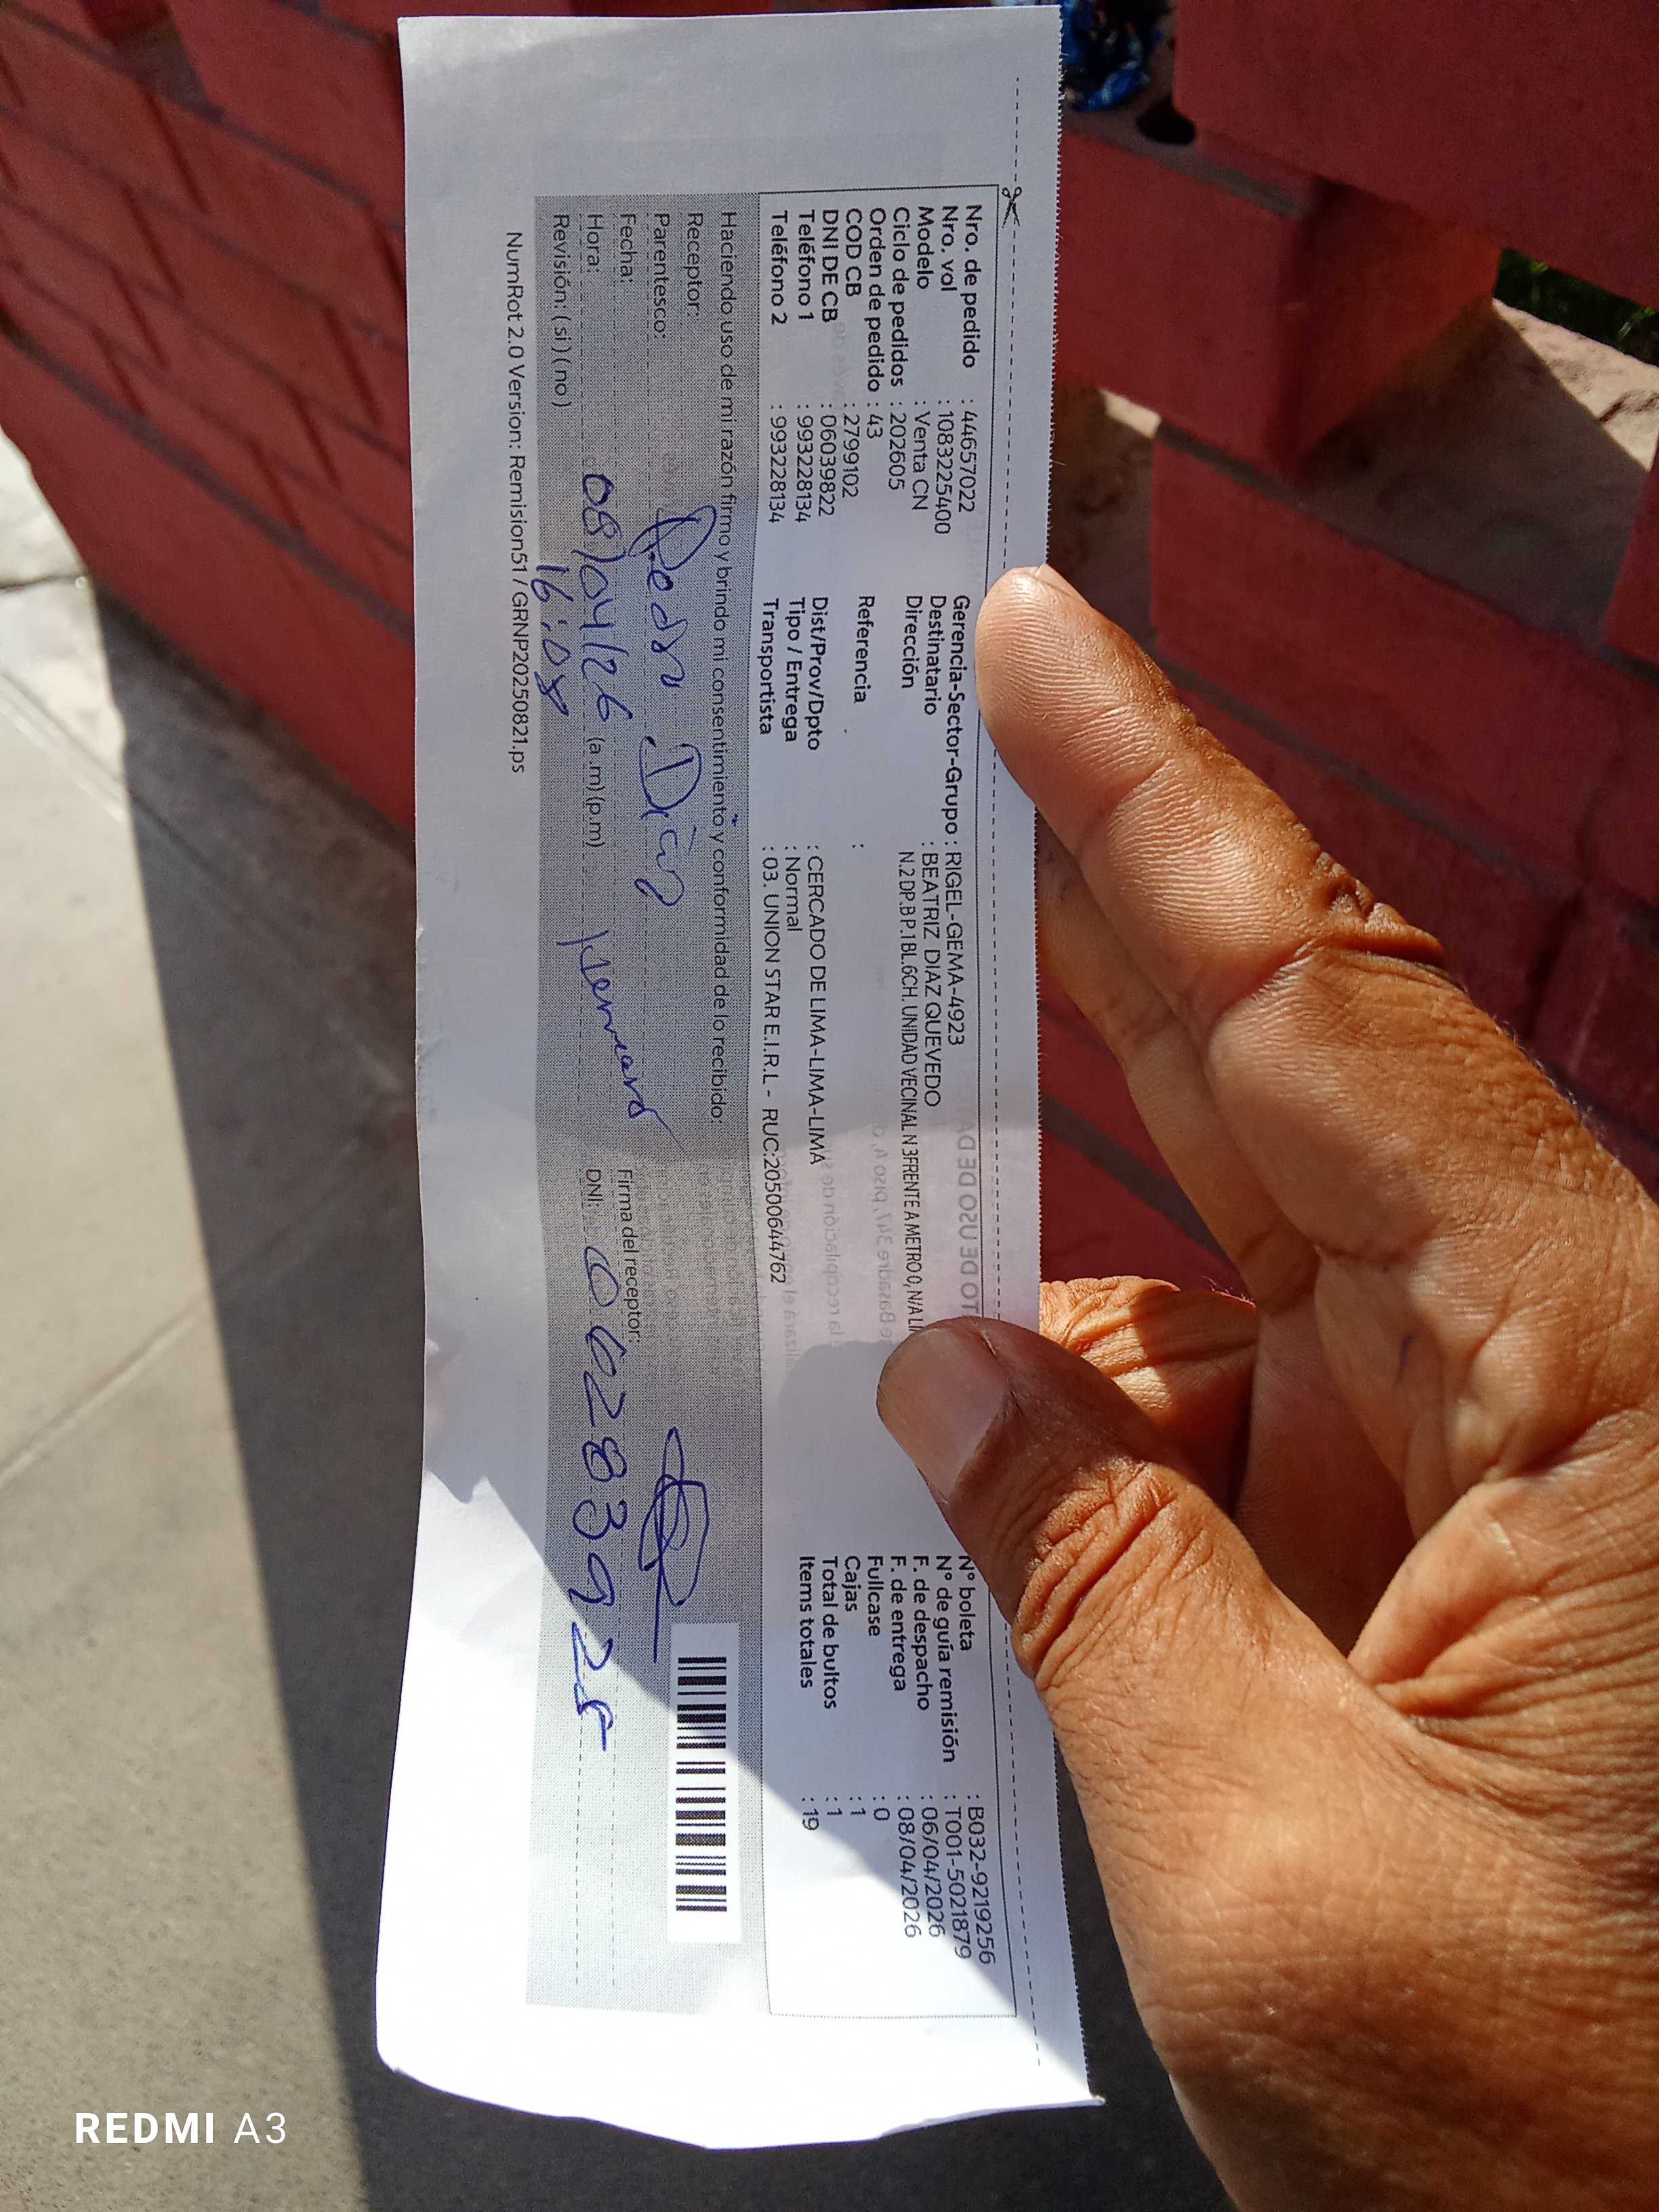 Nro. de pedido : 44657022
Nro. vol : 1083225400
Modelo : Venta CN
Ciclo de pedidos : 202605
Orden de pedido : 43
COD CB : 2799102
DNI DE CB : 06039822
Teléfono 1 : 993228134
Teléfono 2 : 993228134
Gerencia-Sector-Grupo : RIGEL-GEMA-4923
Destinatario : BEATRIZ DIAZ QUEVEDO
Dirección N.2 DP.B P.1 BL.6CH. UNIDAD VECINAL N 3FRENTE A METRO 0, N/A LI
Referencia :
Dist/Prov/Dpto : CERCADO DE LIMA-LIMA-LIMA
Tipo / Entrega : Normal
Transportista : 03. UNION STAR E.I.R.L - RUC:20500644762
N° boleta : B032-9219256
N° de guía remisión : T001-5021879
F. de despacho : 06/04/2026
F. de entrega : 08/04/2026
Fullcase : 0
Cajas : 1
Total de bultos : 1
Items totales : 19
Haciendo uso de mi razón firmo y brindo mi consentimiento y conformidad de lo recibido:
Receptor: Pedro Díaz
Parentesco: Hermano
Fecha: 08/04/26
Hora: 16:08 (a.m) (p.m)
Revisión: ( si ) ( no )
Firma del receptor:
DNI: 06283925
NumRot 2.0 Version: Remision51 / GRNP20250821.ps
REDMI A3